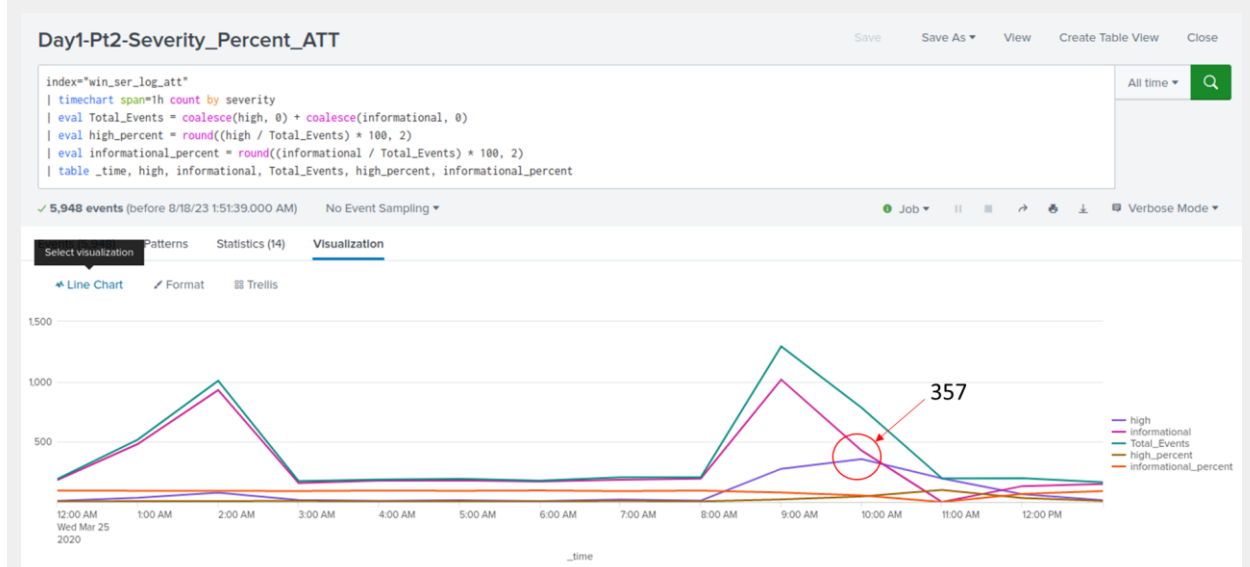 Day1-Pt2-Severity_Percent_ATT
Save Save As View Create Table View Close
index="win_ser_log_att"
| timechart span=1h count by severity
| eval Total_Events = coalesce(high, 0) + coalesce(informational, 0)
| eval high_percent = round((high / Total_Events) * 100, 2)
| eval informational_percent = round((informational / Total_Events) * 100, 2)
| table _time, high, informational, Total_Events, high_percent, informational_percent
All time
5,948 events (before 8/18/23 1:51:39.000 AM) No Event Sampling
Job Verbose Mode
Patterns Statistics (14) Visualization
Select visualization
Line Chart Format Trellis
1,500
1,000
500
357
high
informational
Total_Events
high_percent
informational_percent
12:00 AM 1:00 AM 2:00 AM 3:00 AM 4:00 AM 5:00 AM 6:00 AM 7:00 AM 8:00 AM 9:00 AM 10:00 AM 11:00 AM 12:00 PM
Wed Mar 25
2020
_time